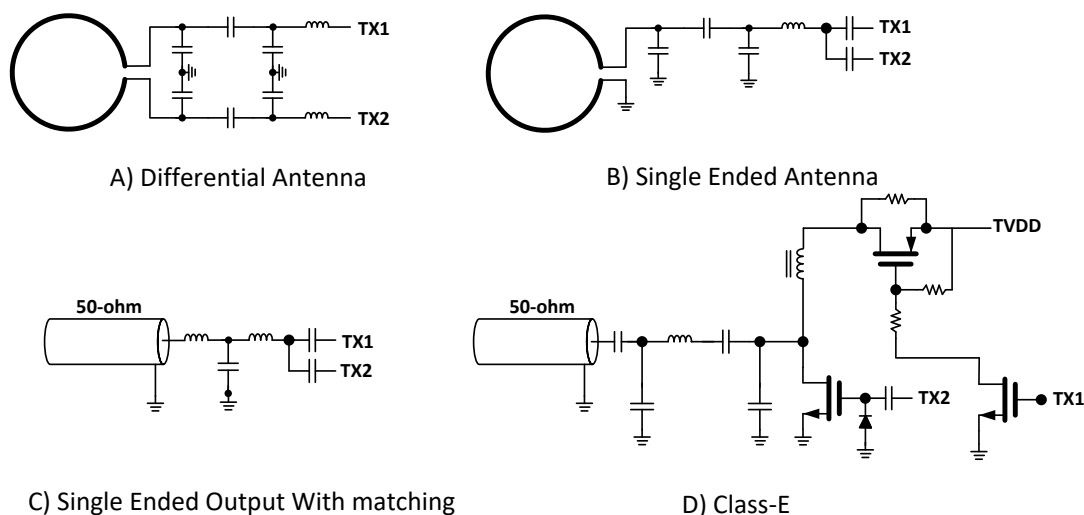 TX1
TX2
A) Differential Antenna
TX1
TX2
B) Single Ended Antenna
50-ohm
TX1
TX2
C) Single Ended Output With matching
50-ohm
TVDD
TX2
TX1
D) Class-E